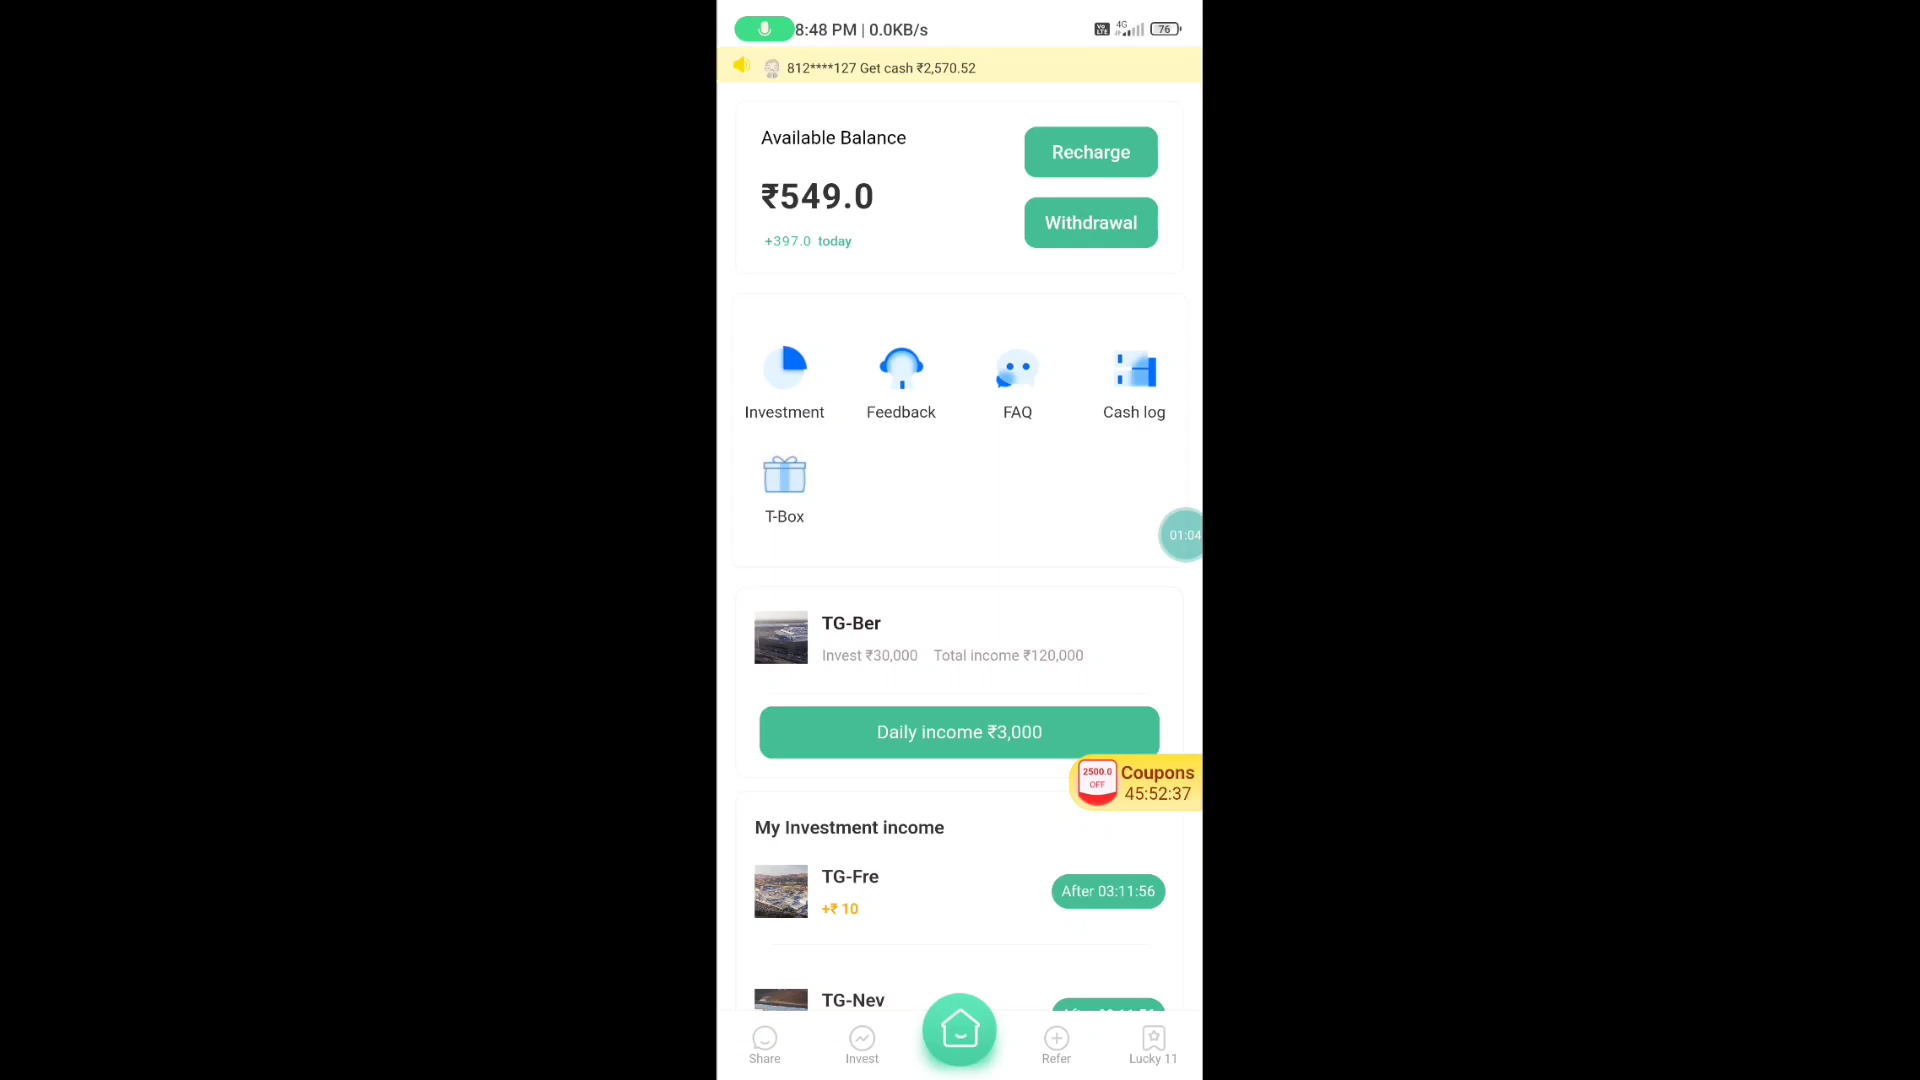 8:48 PM | 0.0KB/s
4G
76
812****127 Get cash ₹2,570.52
Available Balance
Recharge
₹549.0
Withdrawal
+397.0 today
Investment
Feedback
FAQ
Cash log
T-Box
01:04
TG-Ber
Invest ₹30,000 Total income ₹120,000
Daily income ₹3,000
2500.0
OFF
Coupons
45:52:37
My Investment income
TG-Fre
+₹ 10
After 03:11:56
TG-Nev
Share
Invest
Refer
Lucky 11